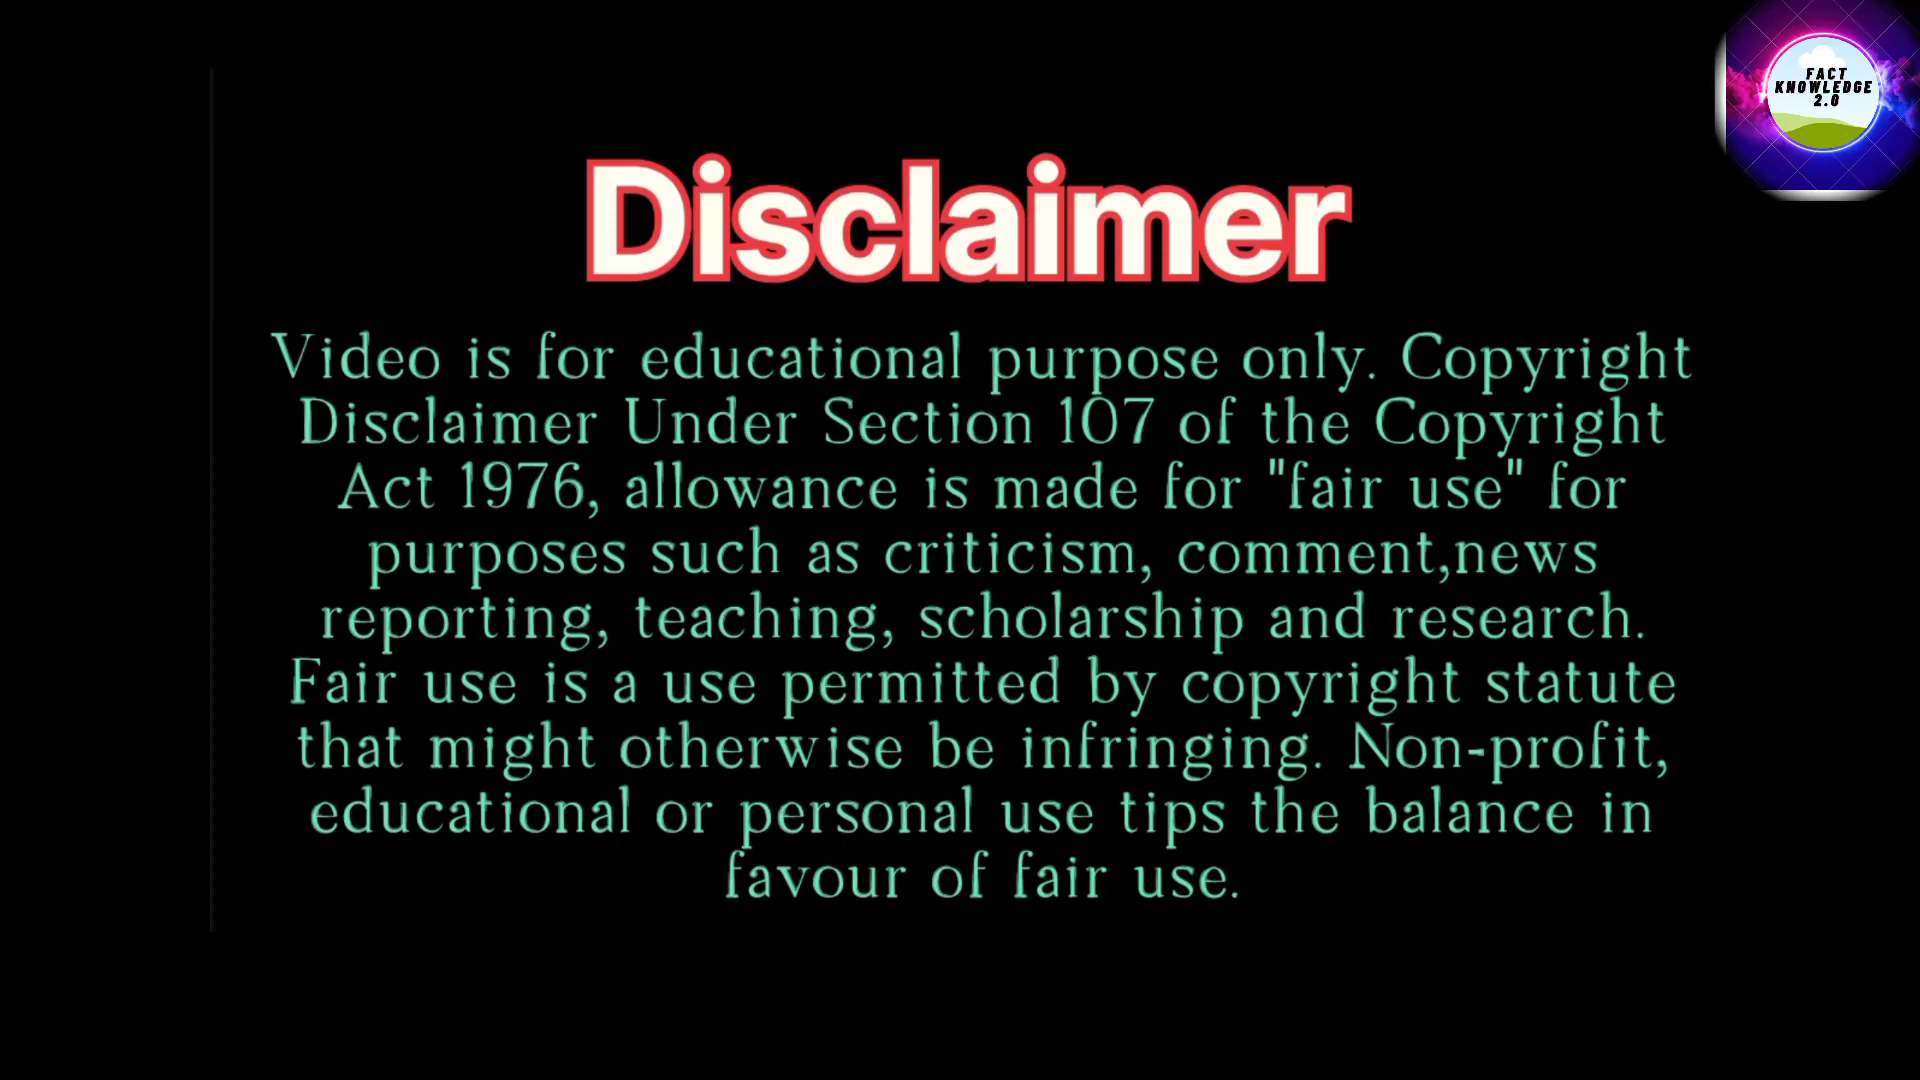 FACT
KNOWLEDGE
2.0
Disclaimer
Video is for educational purpose only. Copyright
Disclaimer Under Section 107 of the Copyright
Act 1976, allowance is made for "fair use" for
purposes such as criticism, comment,news
reporting, teaching, scholarship and research.
Fair use is a use permitted by copyright statute
that might otherwise be infringing. Non-profit,
educational or personal use tips the balance in
favour of fair use.